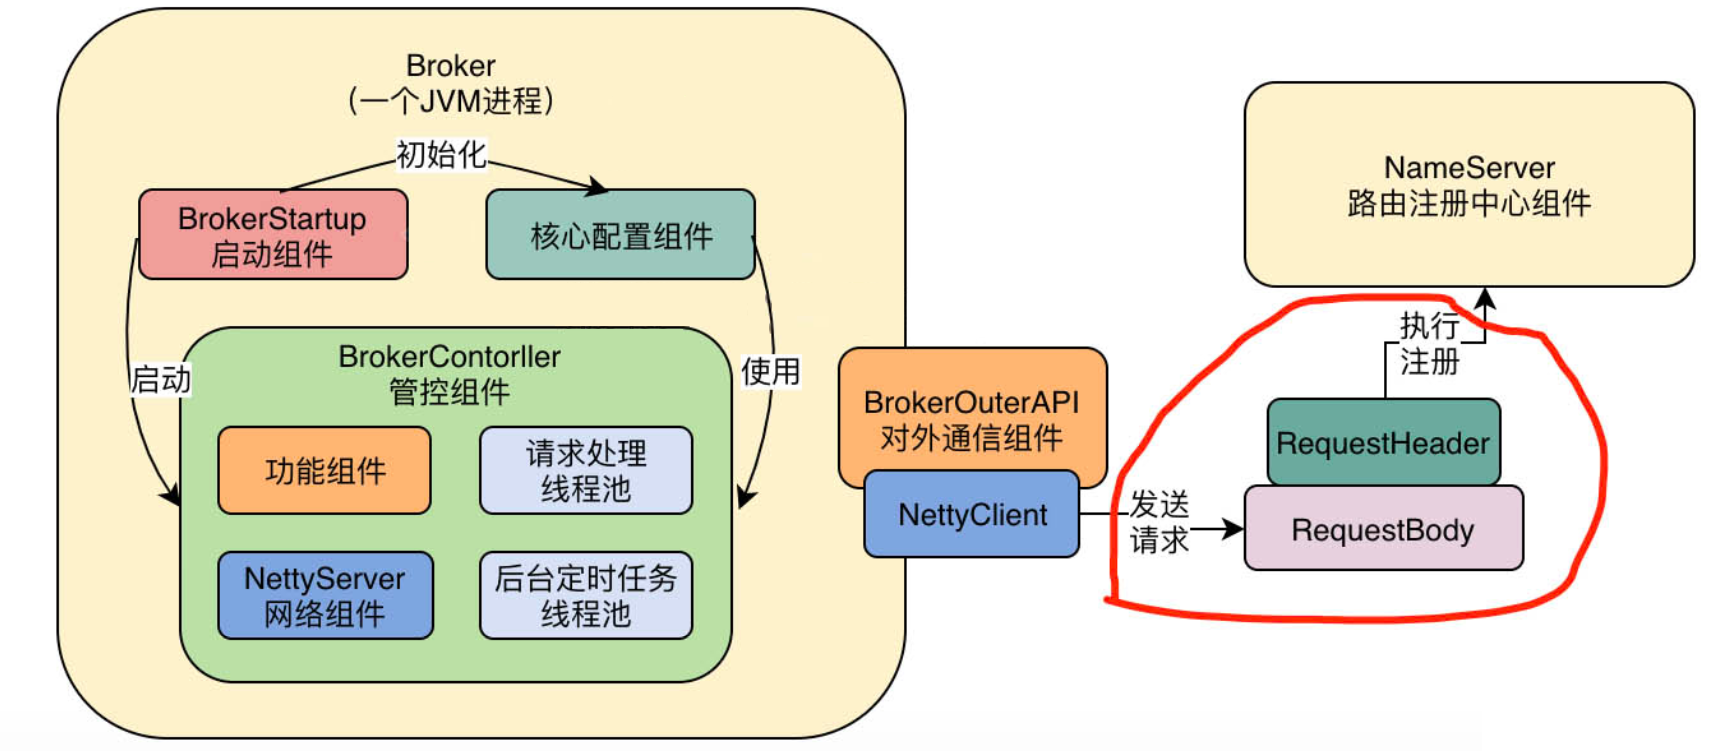 Broker
（一个JVM进程）
初始化
BrokerStartup
启动组件
核心配置组件
启动
使用
BrokerContorller
管控组件
功能组件
请求处理
线程池
NettyServer
网络组件
后台定时任务
线程池
BrokerOuterAPI
对外通信组件
NettyClient
发送
请求
NameServer
路由注册中心组件
执行
注册
RequestHeader
RequestBody